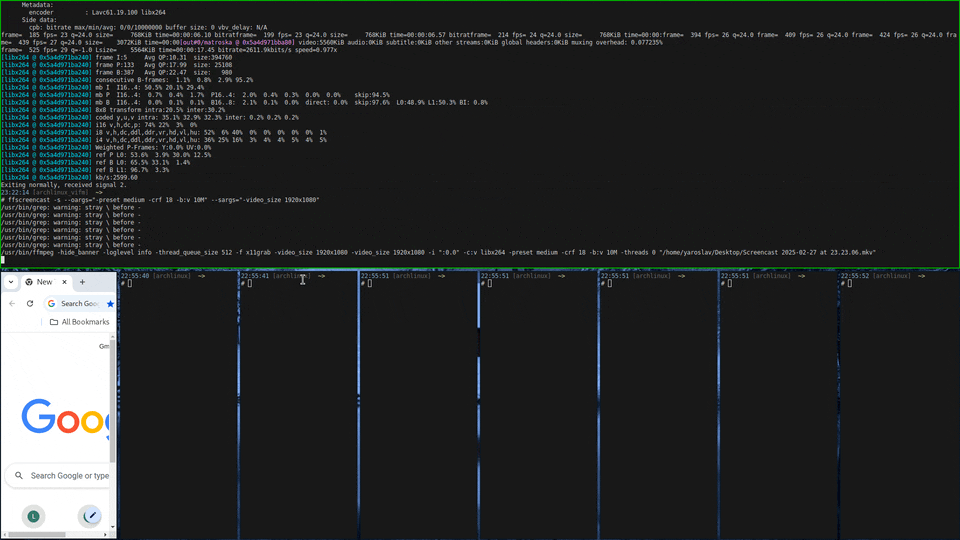 Metadata:
encoder : Lavc61.19.100 libx264
Side data:
cpb: bitrate max/min/avg: 0/0/10000000 buffer size: 0 vbv_delay: N/A
frame= 185 fps= 23 q=24.0 size= 768KiB time=00:00:06.10 bitrate=frame= 199 fps= 23 q=24.0 size= 768KiB time=00:00:06.57 bitrate=frame= 214 fps= 24 q=24.0 size= 768KiB time=00:00:0frame= 394 fps= 26 q=24.0 frame= 409 fps= 26 q=24.0 frame= 424 fps= 26 q=24.0 fra
me= 439 fps= 27 q=24.0 size= 3072KiB time=00:00[out#0/matroska @ 0x5a4d971bba80] video:5560KiB audio:0KiB subtitle:0KiB other streams:0KiB global headers:0KiB muxing overhead: 0.077235%
frame= 525 fps= 29 q=-1.0 Lsize= 5564KiB time=00:00:17.45 bitrate=2611.9kbits/s speed=0.977x
[libx264 @ 0x5a4d971ba240] frame I:5 Avg QP:10.31 size:394760
[libx264 @ 0x5a4d971ba240] frame P:133 Avg QP:17.99 size: 25108
[libx264 @ 0x5a4d971ba240] frame B:387 Avg QP:22.47 size: 980
[libx264 @ 0x5a4d971ba240] consecutive B-frames: 1.1% 0.8% 2.9% 95.2%
[libx264 @ 0x5a4d971ba240] mb I I16..4: 50.5% 20.1% 29.4%
[libx264 @ 0x5a4d971ba240] mb P I16..4: 0.7% 0.4% 1.7% P16..4: 2.0% 0.4% 0.3% 0.0% 0.0% skip:94.5%
[libx264 @ 0x5a4d971ba240] mb B I16..4: 0.2% 0.1% 0.0% B16..8: 2.1% 0.1% 0.0% direct: 0.0% skip:97.6% L0:48.9% L1:50.3% BI: 0.8%
[libx264 @ 0x5a4d971ba240] 8x8 transform intra:20.5% inter:30.2%
[libx264 @ 0x5a4d971ba240] coded y,u,v intra: 35.1% 32.9% 32.3% inter: 0.2% 0.2% 0.2%
[libx264 @ 0x5a4d971ba240] i16 v,h,dc,p: 74% 22% 3% 0%
[libx264 @ 0x5a4d971ba240] i8 v,h,dc,ddl,ddr,vr,hd,vl,hu: 52% 6% 40% 0% 0% 0% 0% 0% 1%
[libx264 @ 0x5a4d971ba240] i4 v,h,dc,ddl,ddr,vr,hd,vl,hu: 36% 25% 16% 3% 4% 4% 5% 4% 5%
[libx264 @ 0x5a4d971ba240] Weighted P-Frames: Y:0.0% UV:0.0%
[libx264 @ 0x5a4d971ba240] ref P L0: 53.6% 3.9% 30.0% 12.5%
[libx264 @ 0x5a4d971ba240] ref B L0: 65.5% 33.1% 1.4%
[libx264 @ 0x5a4d971ba240] ref B L1: 96.7% 3.3%
[libx264 @ 0x5a4d971ba240] kb/s:2599.60
Exiting normally, received signal 2.
23:22:14 [archlinux_vifm] ->
# ffscreencast -s --oargs="-preset medium -crf 18 -b:v 10M" --sargs="-video_size 1920x1080"
/usr/bin/grep: warning: stray \ before -
/usr/bin/grep: warning: stray \ before -
/usr/bin/grep: warning: stray \ before -
/usr/bin/grep: warning: stray \ before -
/usr/bin/grep: warning: stray \ before -
/usr/bin/grep: warning: stray \ before -
/usr/bin/ffmpeg -hide_banner -loglevel info -thread_queue_size 512 -f x11grab -video_size 1920x1080 -video_size 1920x1080 -i ":0.0" -c:v libx264 -preset medium -crf 18 -b:v 10M -threads 0 "/home/yaroslav/Desktop/Screencast 2025-02-27 at 23.23.06.mkv"
22:55:40 [archlinux] -> 22:55:41 [archlinux] -> 22:55:51 [archlinux] -> 22:55:51 [archlinux] -> 22:55:51 [archlinux] -> 22:55:51 [archlinux] -> 22:55:52 [archlinux] ->
# # # # # # #
New
Search Goo
All Bookmarks
Gm
Goo
Search Google or type
L